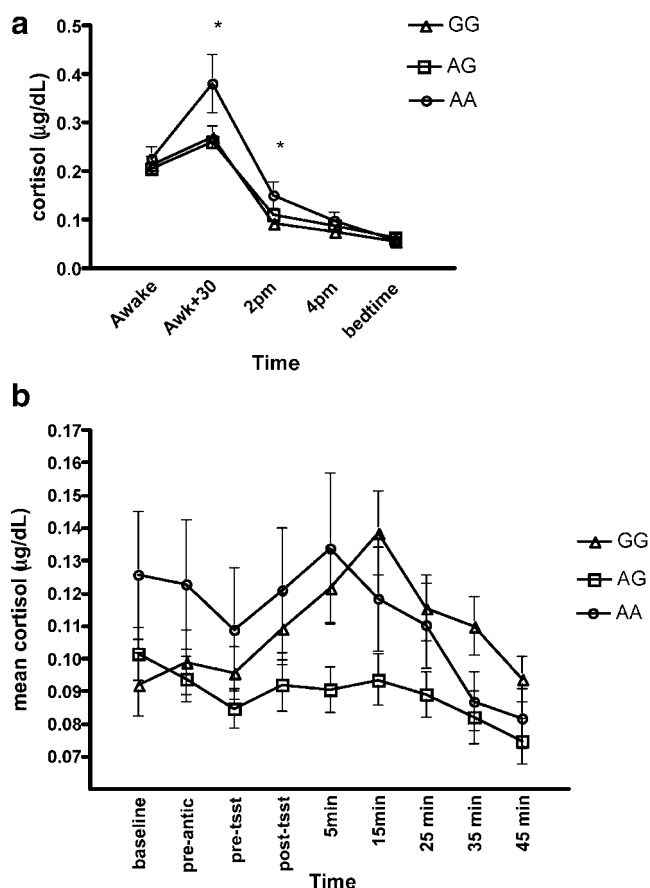 a
0.5
0.4
0.3
0.2
0.1
0.0
cortisol (µg/dL)
*
*
GG
AG
AA
Awake
Awk+30
2pm
4pm
bedtime
Time
b
0.17
0.16
0.15
0.14
0.13
0.12
0.11
0.10
0.09
0.08
0.07
mean cortisol (µg/dL)
GG
AG
AA
baseline
pre-antic
pre-tsst
post-tsst
5min
15min
25 min
35 min
45 min
Time